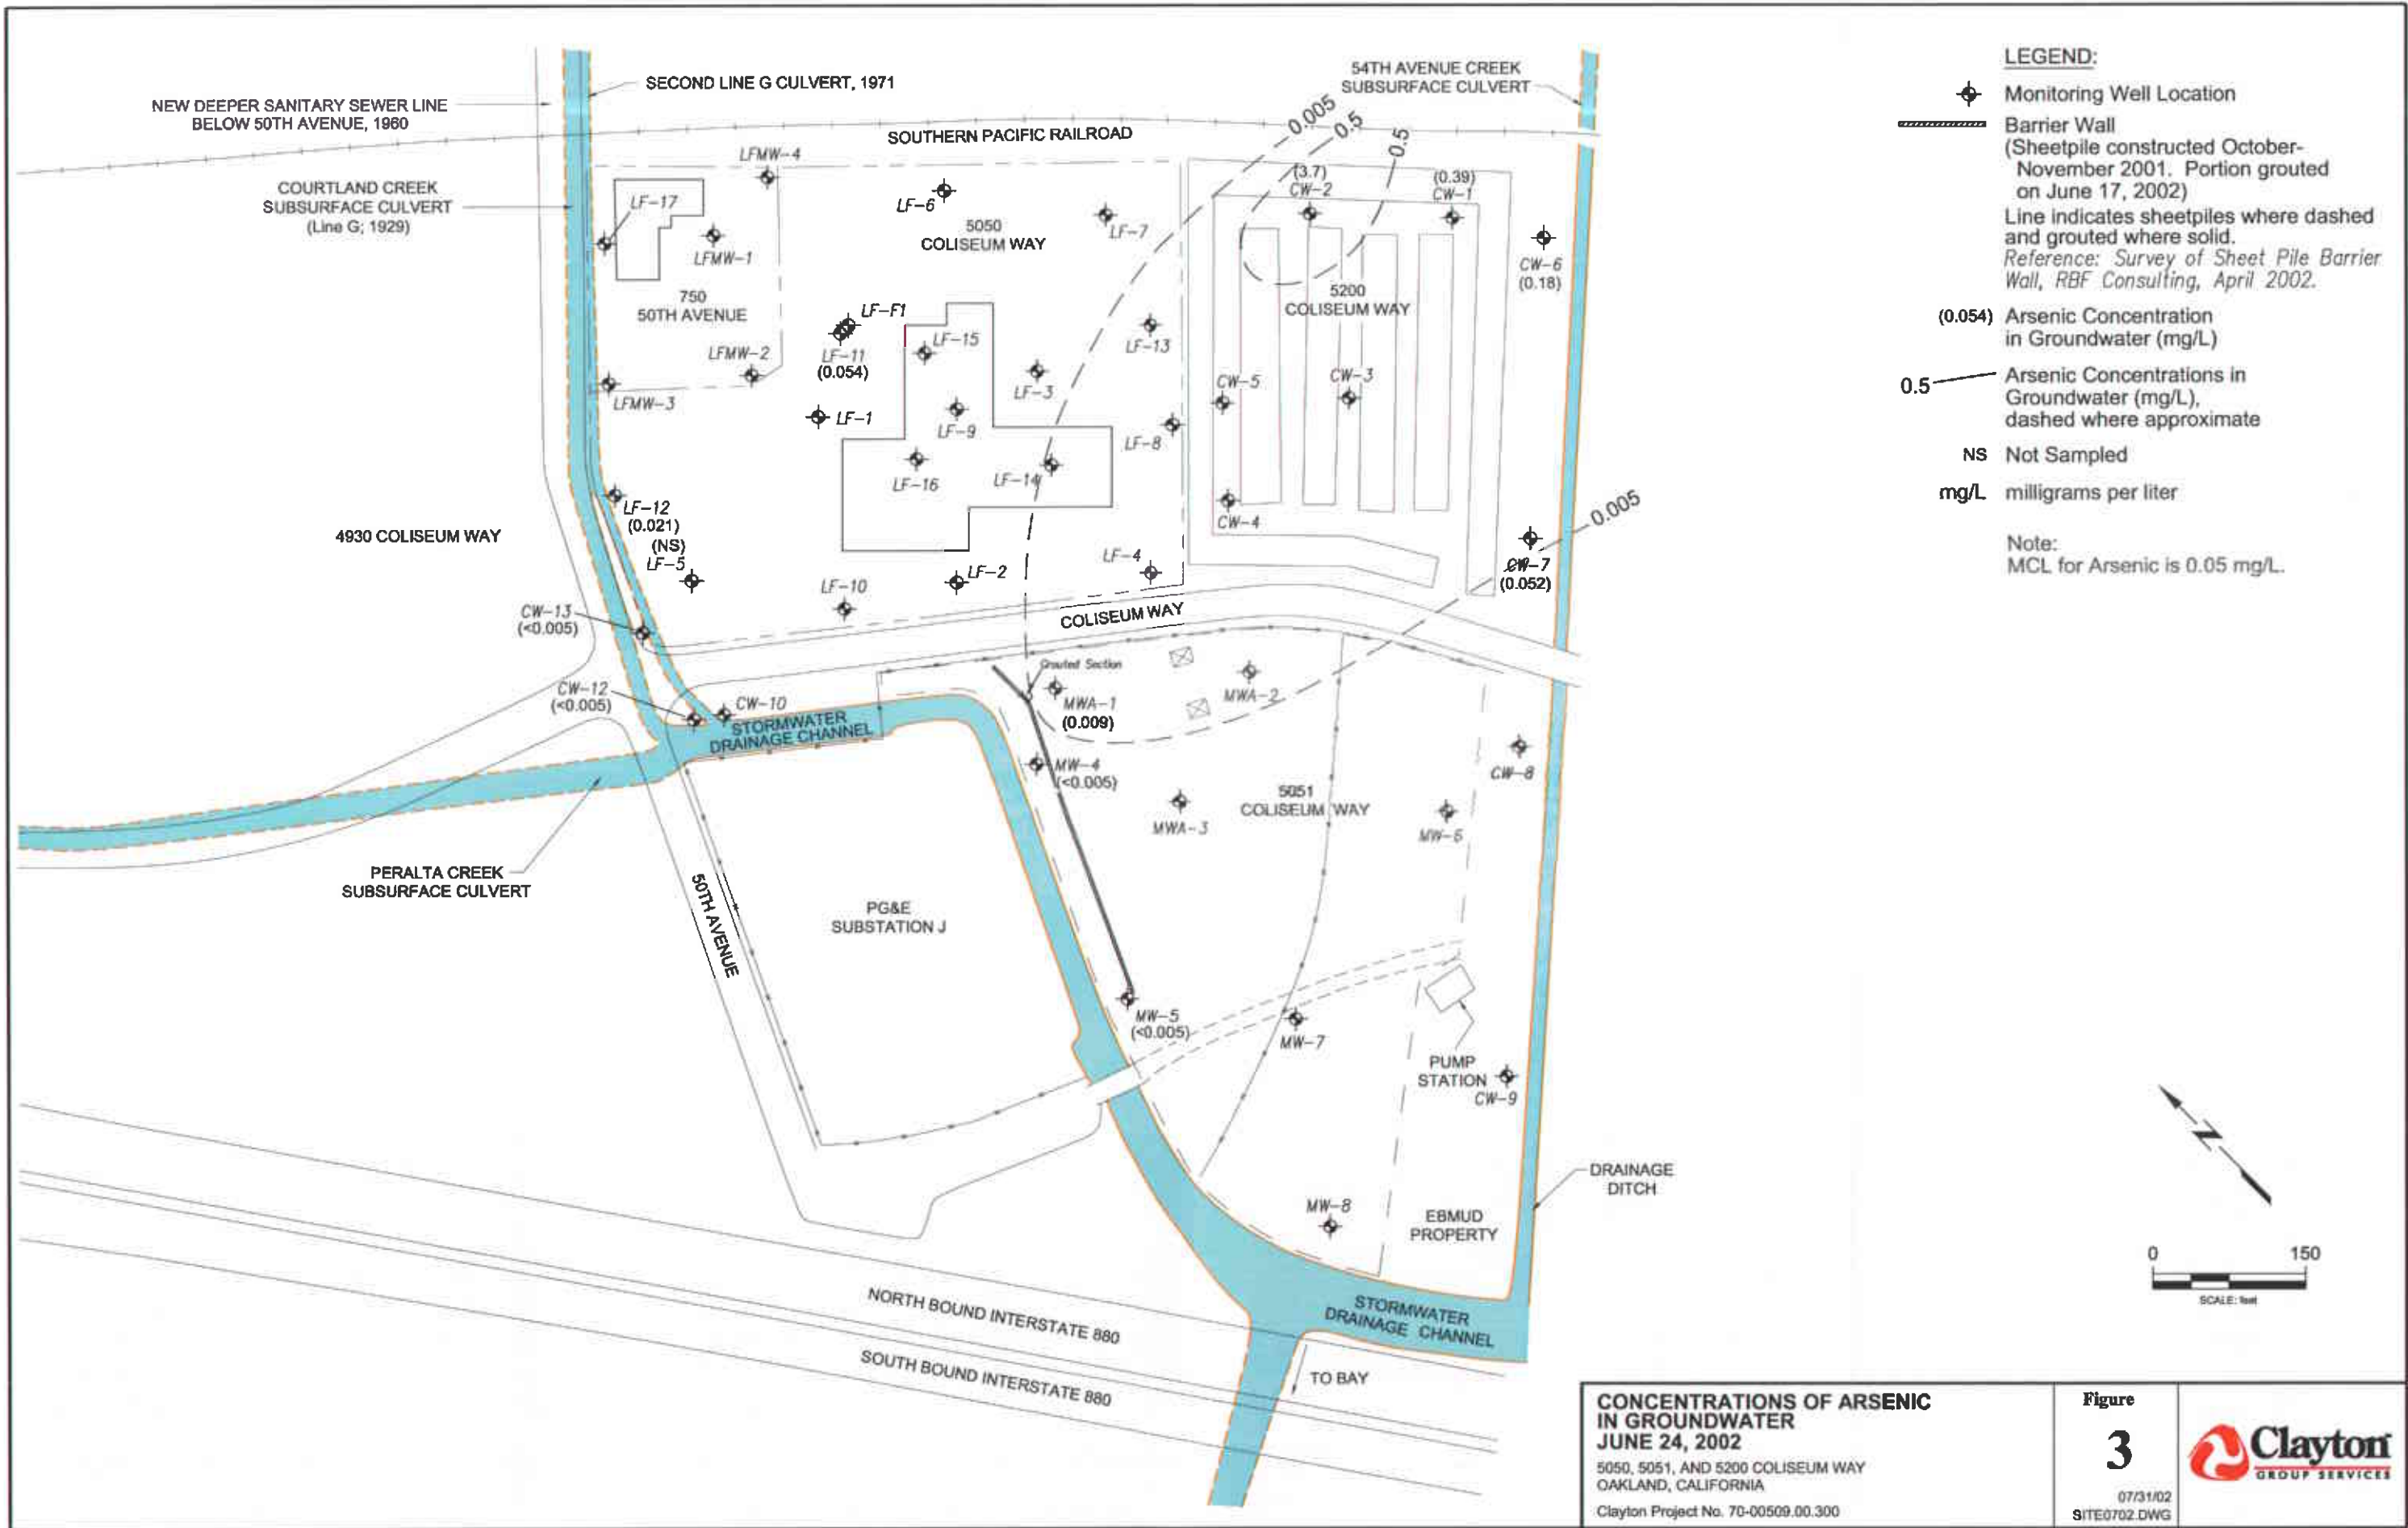 SECOND LINE G CULVERT, 1971
NEW DEEPER SANITARY SEWER LINE
BELOW 50TH AVENUE, 1960
54TH AVENUE CREEK
SUBSURFACE CULVERT
0.005
0.5
0.5
SOUTHERN PACIFIC RAILROAD
LFMW-4
COURTLAND CREEK
SUBSURFACE CULVERT
(Line G; 1929)
LF-17
LF-6
(3.7)
CW-2
(0.39)
CW-1
5050
COLISEUM WAY
LF-7
LFMW-1
CW-6
(0.18)
750
50TH AVENUE
5200
COLISEUM WAY
LF-F1
LF-15
LF-13
LFMW-2
LF-11
(0.054)
LF-3
CW-5
CW-3
LFMW-3
LF-1
LF-9
LF-8
LF-16
LF-14
LF-12
(0.021)
(NS)
LF-5
4930 COLISEUM WAY
CW-4
0.005
LF-4
LF-2
CW-7
(0.052)
LF-10
CW-13
(<0.005)
COLISEUM WAY
Grouted Section
CW-12
(<0.005)
CW-10
MWA-1
(0.009)
MWA-2
STORMWATER
DRAINAGE CHANNEL
MW-4
(<0.005)
CW-8
5051
COLISEUM WAY
MWA-3
MW-6
PERALTA CREEK
SUBSURFACE CULVERT
50TH AVENUE
PG&E
SUBSTATION J
MW-5
(<0.005)
MW-7
PUMP
STATION
CW-9
DRAINAGE
DITCH
MW-8
EBMUD
PROPERTY
NORTH BOUND INTERSTATE 880
SOUTH BOUND INTERSTATE 880
STORMWATER
DRAINAGE CHANNEL
TO BAY
LEGEND:
Monitoring Well Location
Barrier Wall
(Sheetpile constructed October-
November 2001. Portion grouted
on June 17, 2002)
Line indicates sheetpiles where dashed
and grouted where solid.
Reference: Survey of Sheet Pile Barrier
Wall, RBF Consulting, April 2002.
(0.054) Arsenic Concentration
in Groundwater (mg/L)
0.5 Arsenic Concentrations in
Groundwater (mg/L),
dashed where approximate
NS Not Sampled
mg/L milligrams per liter
Note:
MCL for Arsenic is 0.05 mg/L.
Z
0 150
SCALE: feet
CONCENTRATIONS OF ARSENIC
IN GROUNDWATER
JUNE 24, 2002
5050, 5051, AND 5200 COLISEUM WAY
OAKLAND, CALIFORNIA
Clayton Project No. 70-00509.00.300
Figure
3
07/31/02
SITE0702.DWG
Clayton
GROUP SERVICES